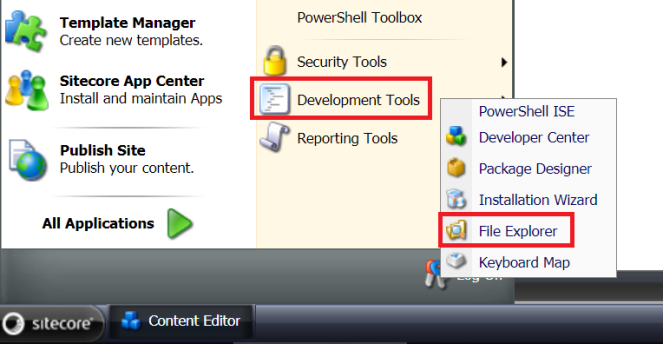 Template Manager
Create new templates.
Sitecore App Center
Install and maintain Apps
Publish Site
Publish your content.
All Applications
PowerShell Toolbox
Security Tools
Development Tools
Reporting Tools
PowerShell ISE
Developer Center
Package Designer
Installation Wizard
File Explorer
Keyboard Map
Log Off
sitecore
Content Editor